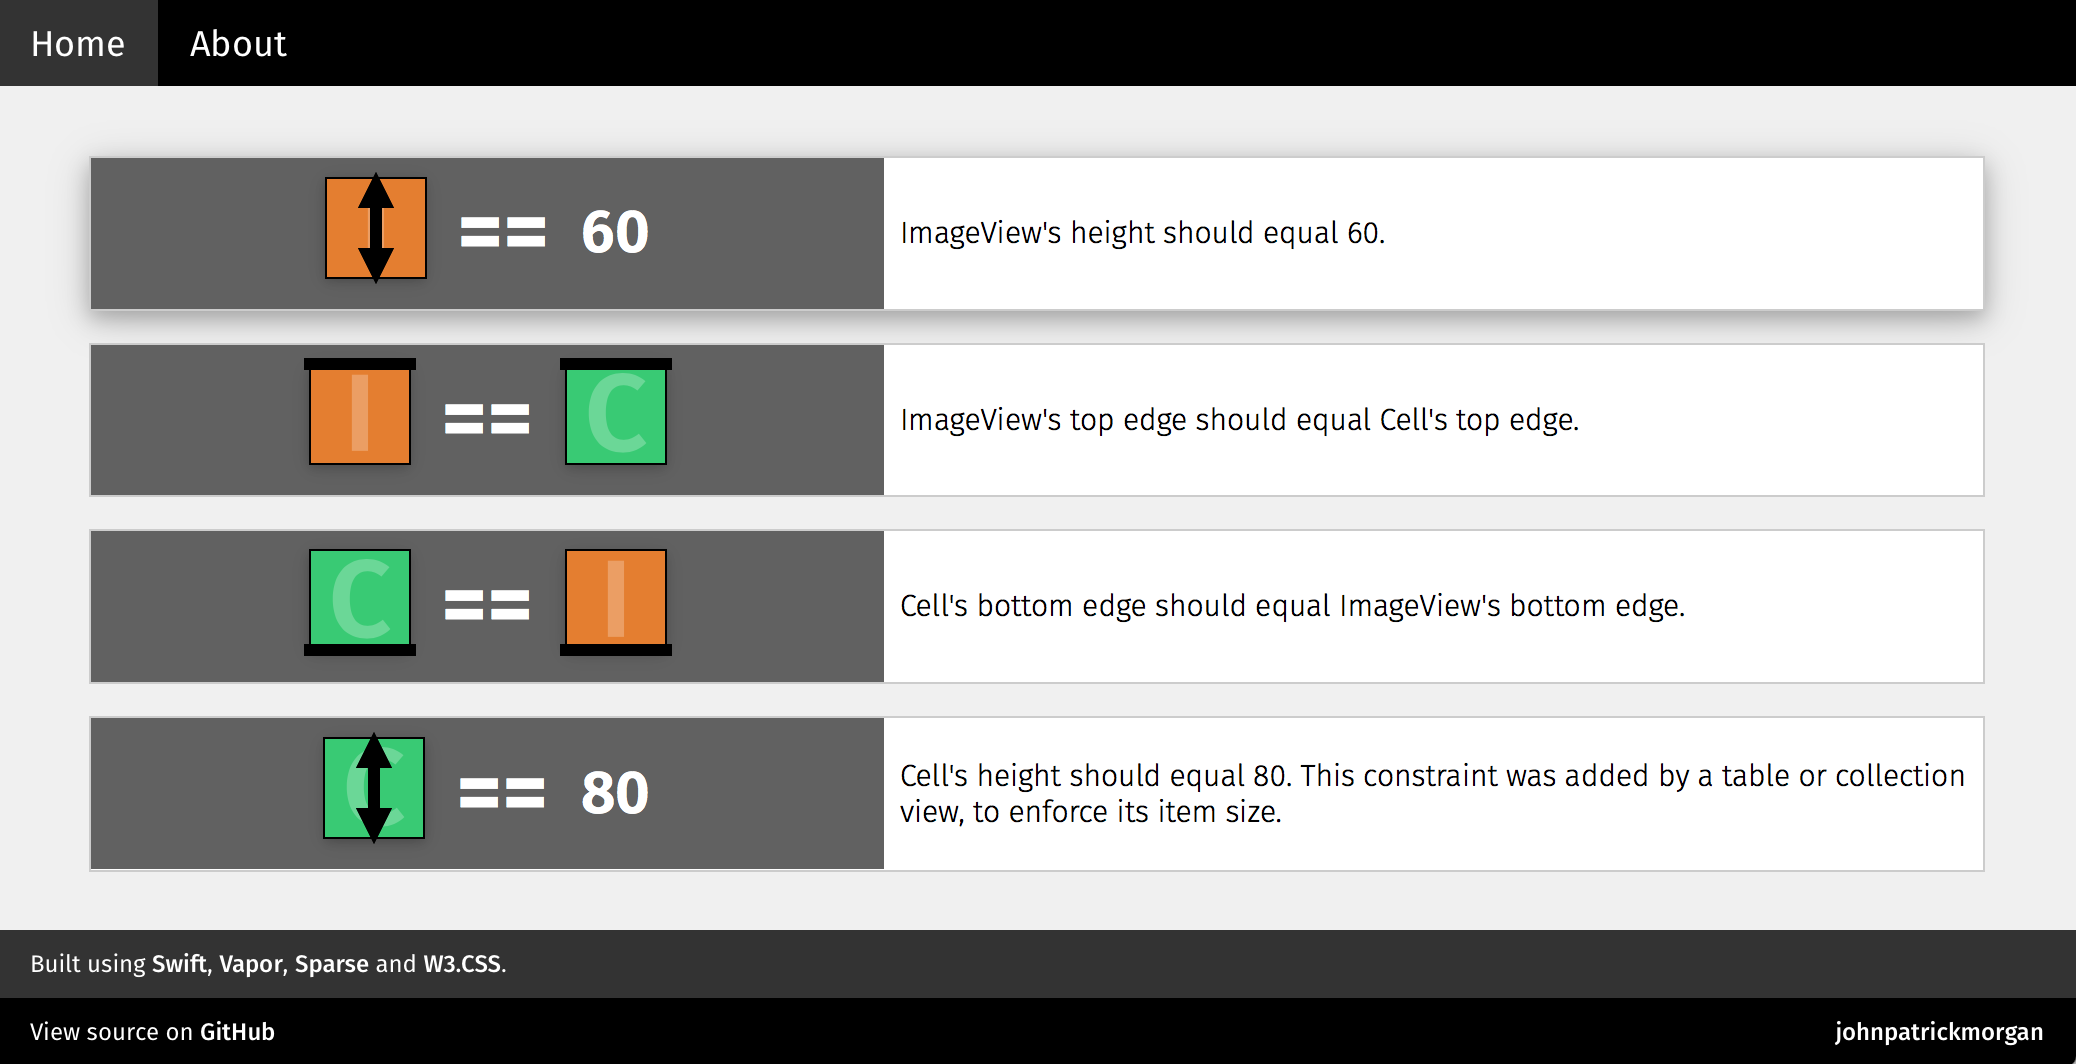 Home About
I == 60 ImageView's height should equal 60.
I == C ImageView's top edge should equal Cell's top edge.
C == I Cell's bottom edge should equal ImageView's bottom edge.
C == 80 Cell's height should equal 80. This constraint was added by a table or collection
view, to enforce its item size.
Built using Swift, Vapor, Sparse and W3.CSS.
View source on GitHub johnpatrickmorgan